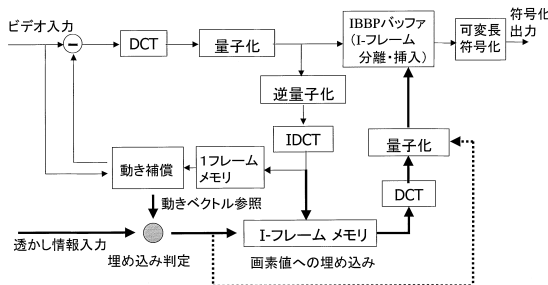 ビデオ入力
DCT
量子化
IBBPバッファ
(I-フレーム
分離・挿入)
可変長
符号化
符号化
出力
逆量子化
IDCT
動き補償
1フレーム
メモリ
量子化
DCT
動きベクトル参照
透かし情報入力
埋め込み判定
I-フレーム メモリ
画素値への埋め込み